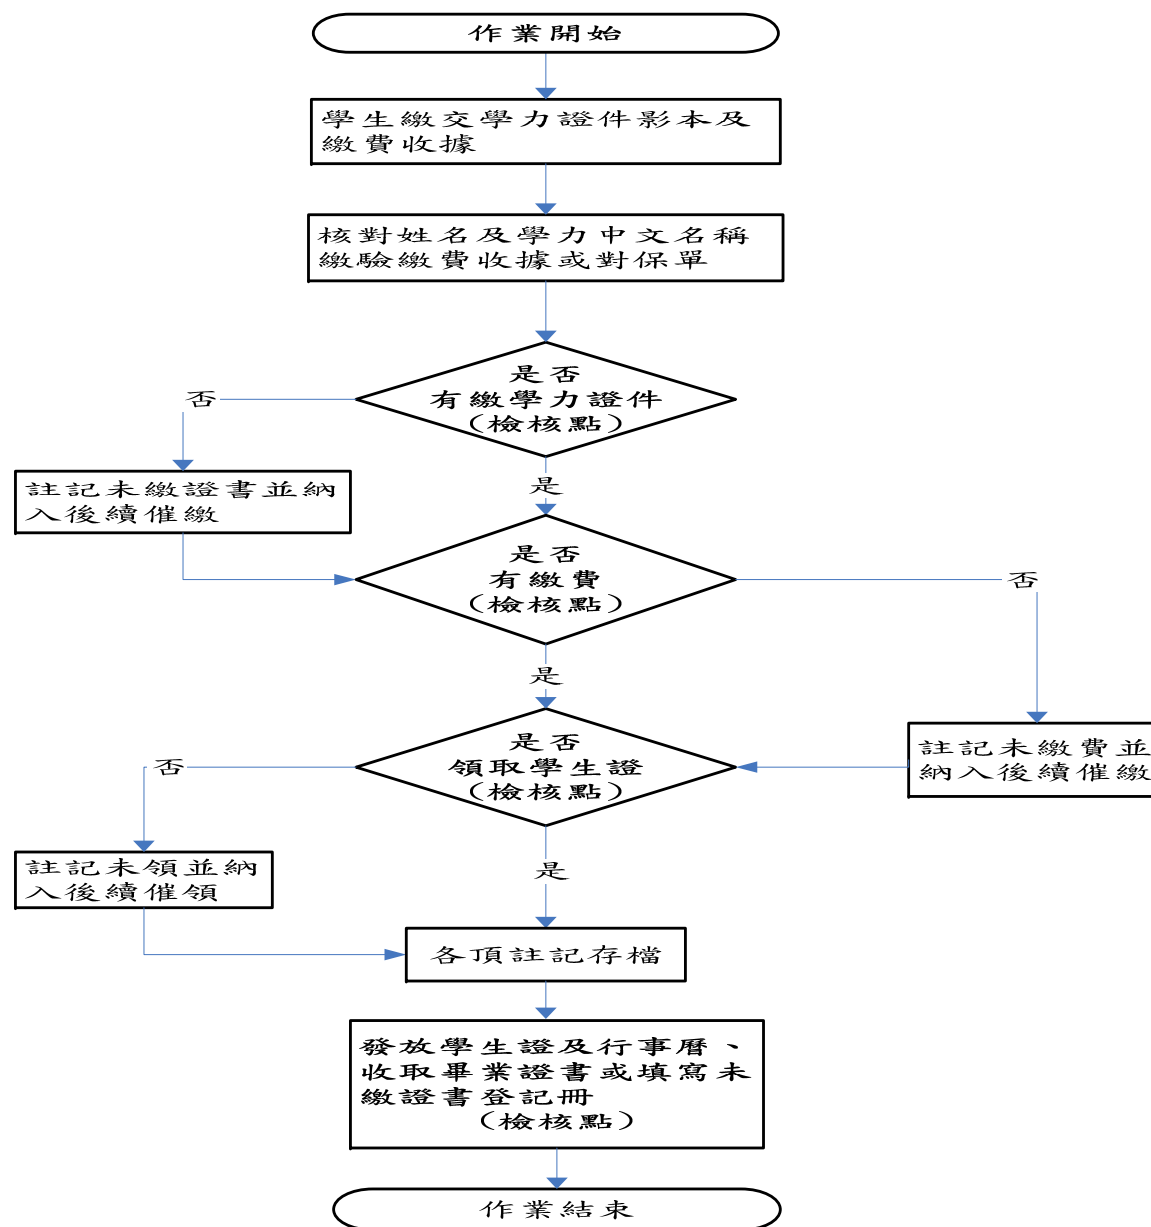 作業開始
學生繳交學力證件影本及
繳費收據
核對姓名及學力中文名稱
繳驗繳費收據或對保單
是否
有繳學力證件
(檢核點)
否
是
註記未繳證書並納
入後續催繳
是否
有繳費
(檢核點)
否
是
註記未繳費並
納入後續催繳
是否
領取學生證
(檢核點)
否
是
註記未領並納
入後續催領
各頂註記存檔
發放學生證及行事曆、
收取畢業證書或填寫未
繳證書登記冊
(檢核點)
作業結束